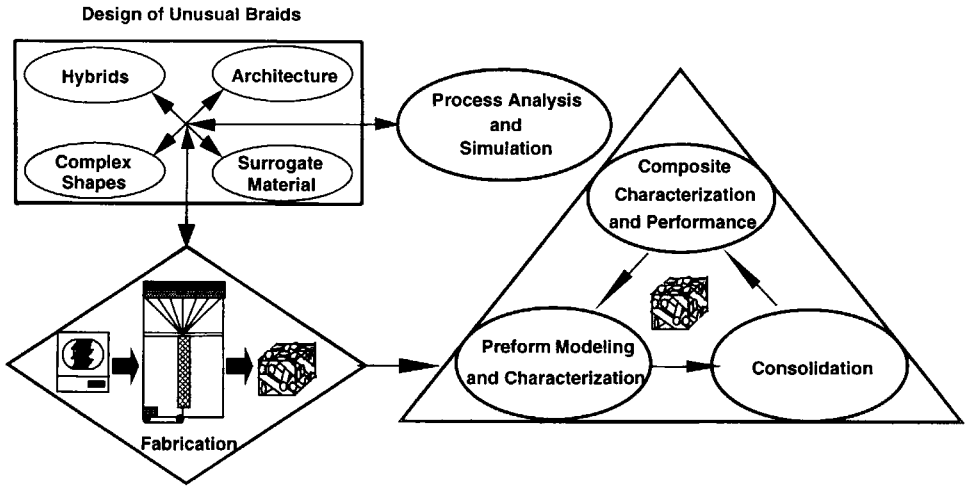 Design of Unusual Braids
Hybrids
Architecture
Complex
Shapes
Surrogate
Material
Process Analysis
and
Simulation
Composite
Characterization
and Performance
Preform Modeling
and Characterization
Consolidation
Fabrication